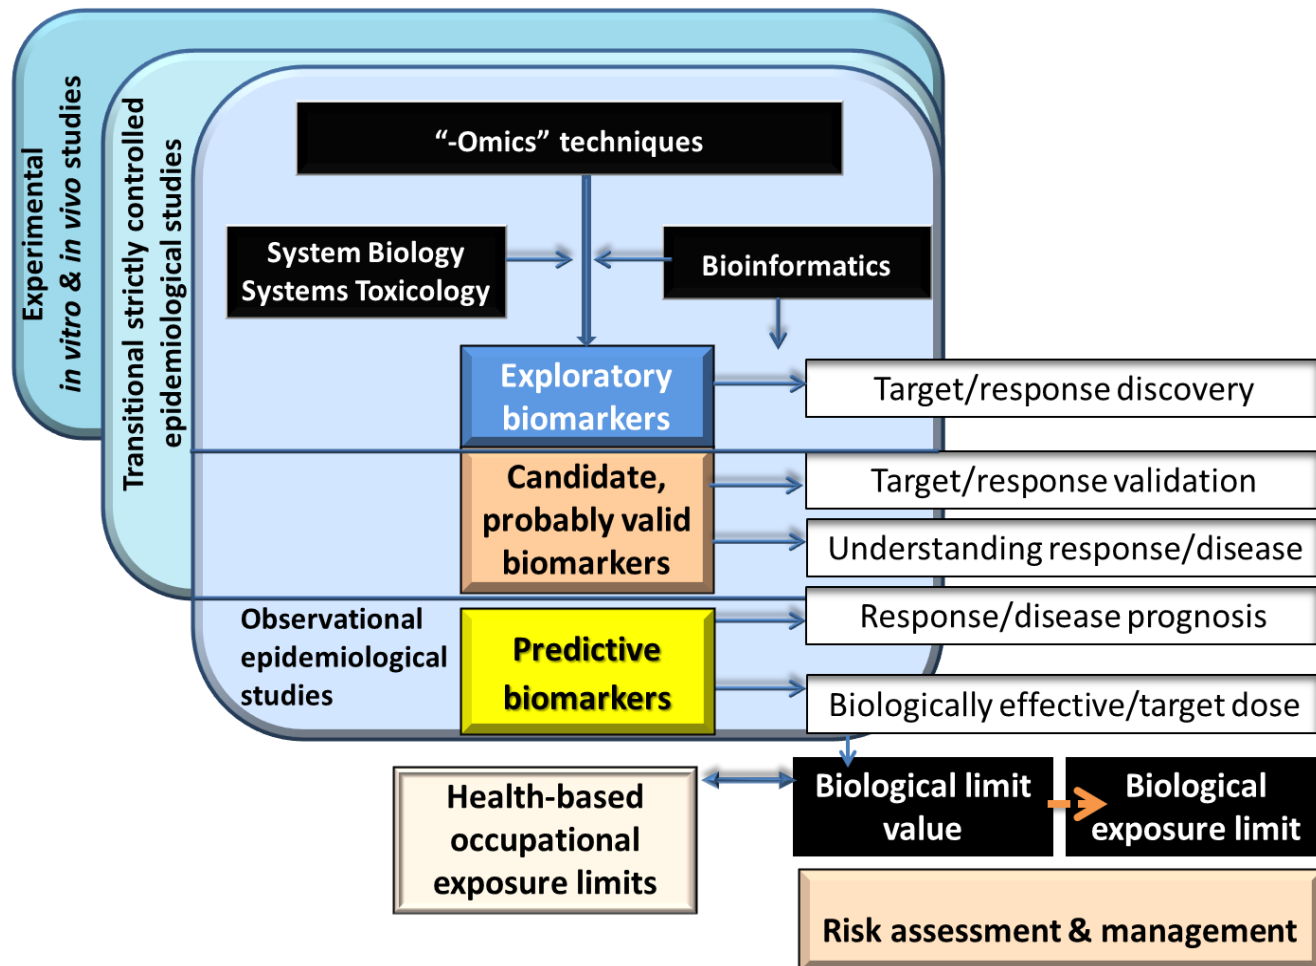 Experimental
in vitro & in vivo studies
Transitional strictly controlled
epidemiological studies
“-Omics” techniques
System Biology
Systems Toxicology
Bioinformatics
Exploratory
biomarkers
Target/response discovery
Candidate,
probably valid
biomarkers
Target/response validation
Understanding response/disease
Observational
epidemiological
studies
Predictive
biomarkers
Response/disease prognosis
Biologically effective/target dose
Health-based
occupational
exposure limits
Biological limit
value
Biological
exposure limit
Risk assessment & management